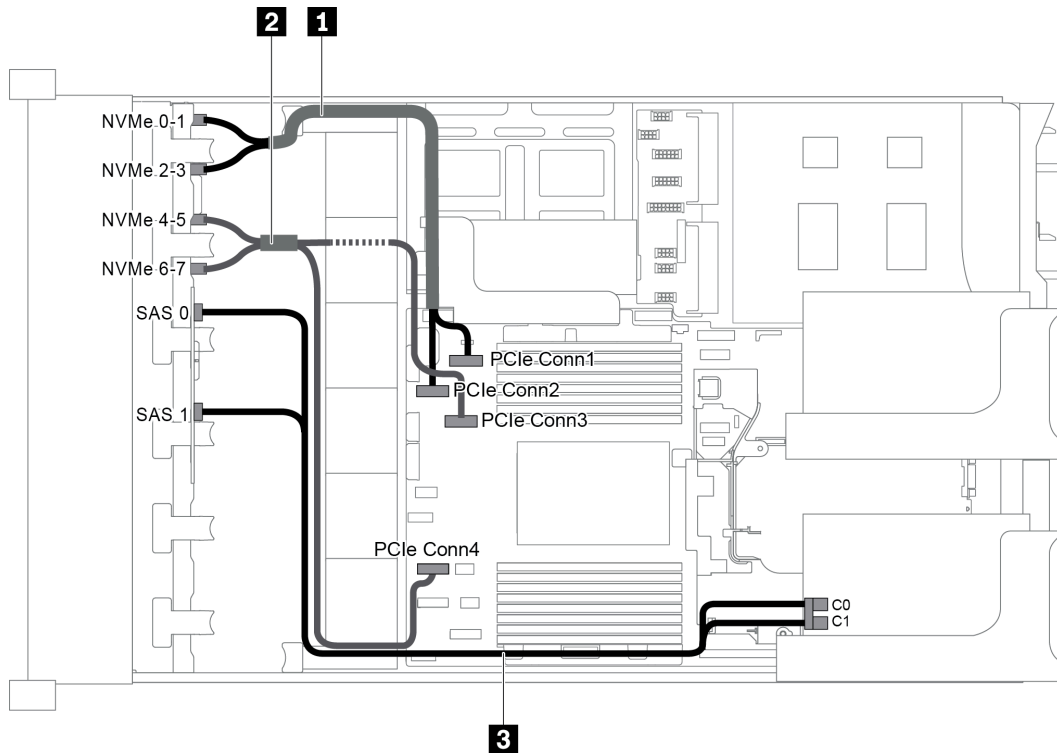 2 1
NVMe 0-1
NVMe 2-3
NVMe 4-5
NVMe 6-7
SAS 0
PCIe Conn1
PCIe Conn2
SAS 1
PCIe Conn3
PCIe Conn4
C0
C1
3